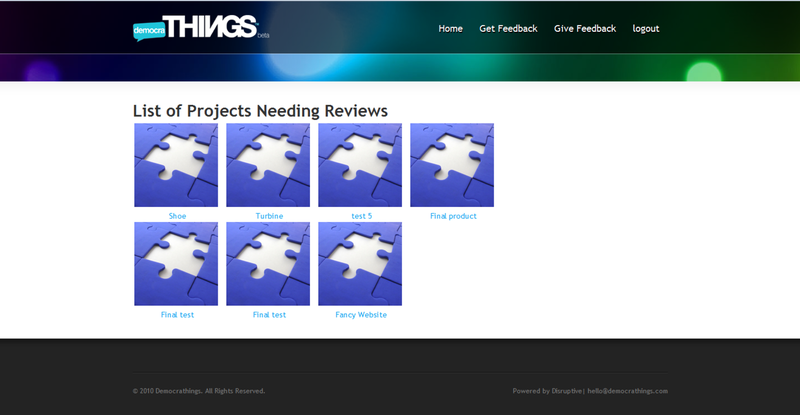 democra THINGS beta
Home Get Feedback Give Feedback logout
List of Projects Needing Reviews
Shoe Turbine test 5 Final product
Final test Final test Fancy Website
© 2010 Democrathings. All Rights Reserved. Powered by Disruptive| hello@democrathings.com